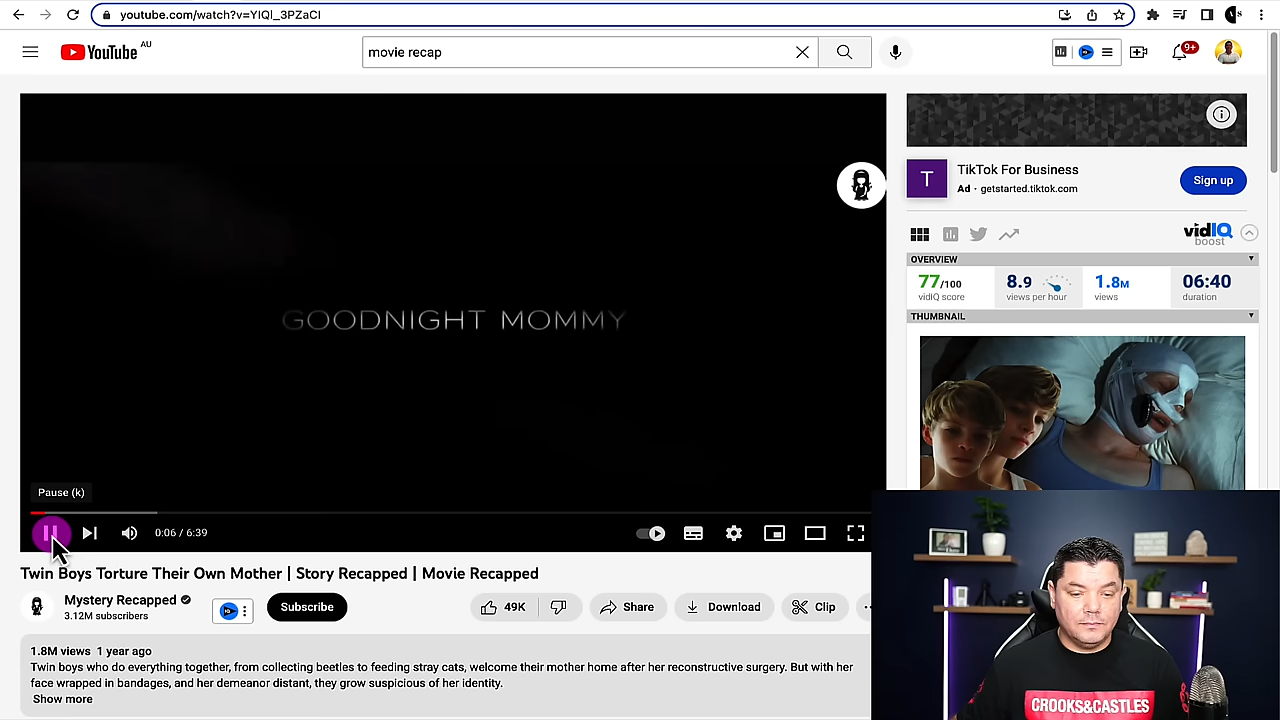 youtube.com/watch?v=YIQl_3PZaCI
YouTube AU
movie recap
9+
GOODNIGHT MOMMY
Pause (k)
0:06 / 6:39
Twin Boys Torture Their Own Mother | Story Recapped | Movie Recapped
Mystery Recapped
3.12M subscribers
Subscribe
49K
Share
Download
Clip
1.8M views 1 year ago
Twin boys who do everything together, from collecting beetles to feeding stray cats, welcome their mother home after her reconstructive surgery. But with her
face wrapped in bandages, and her demeanor distant, they grow suspicious of her identity.
Show more
T
TikTok For Business
Ad · getstarted.tiktok.com
Sign up
vidIQ
boost
OVERVIEW
77/100
vidIQ score
8.9
views per hour
1.8M
views
06:40
duration
THUMBNAIL
CROOKS&CASTLES